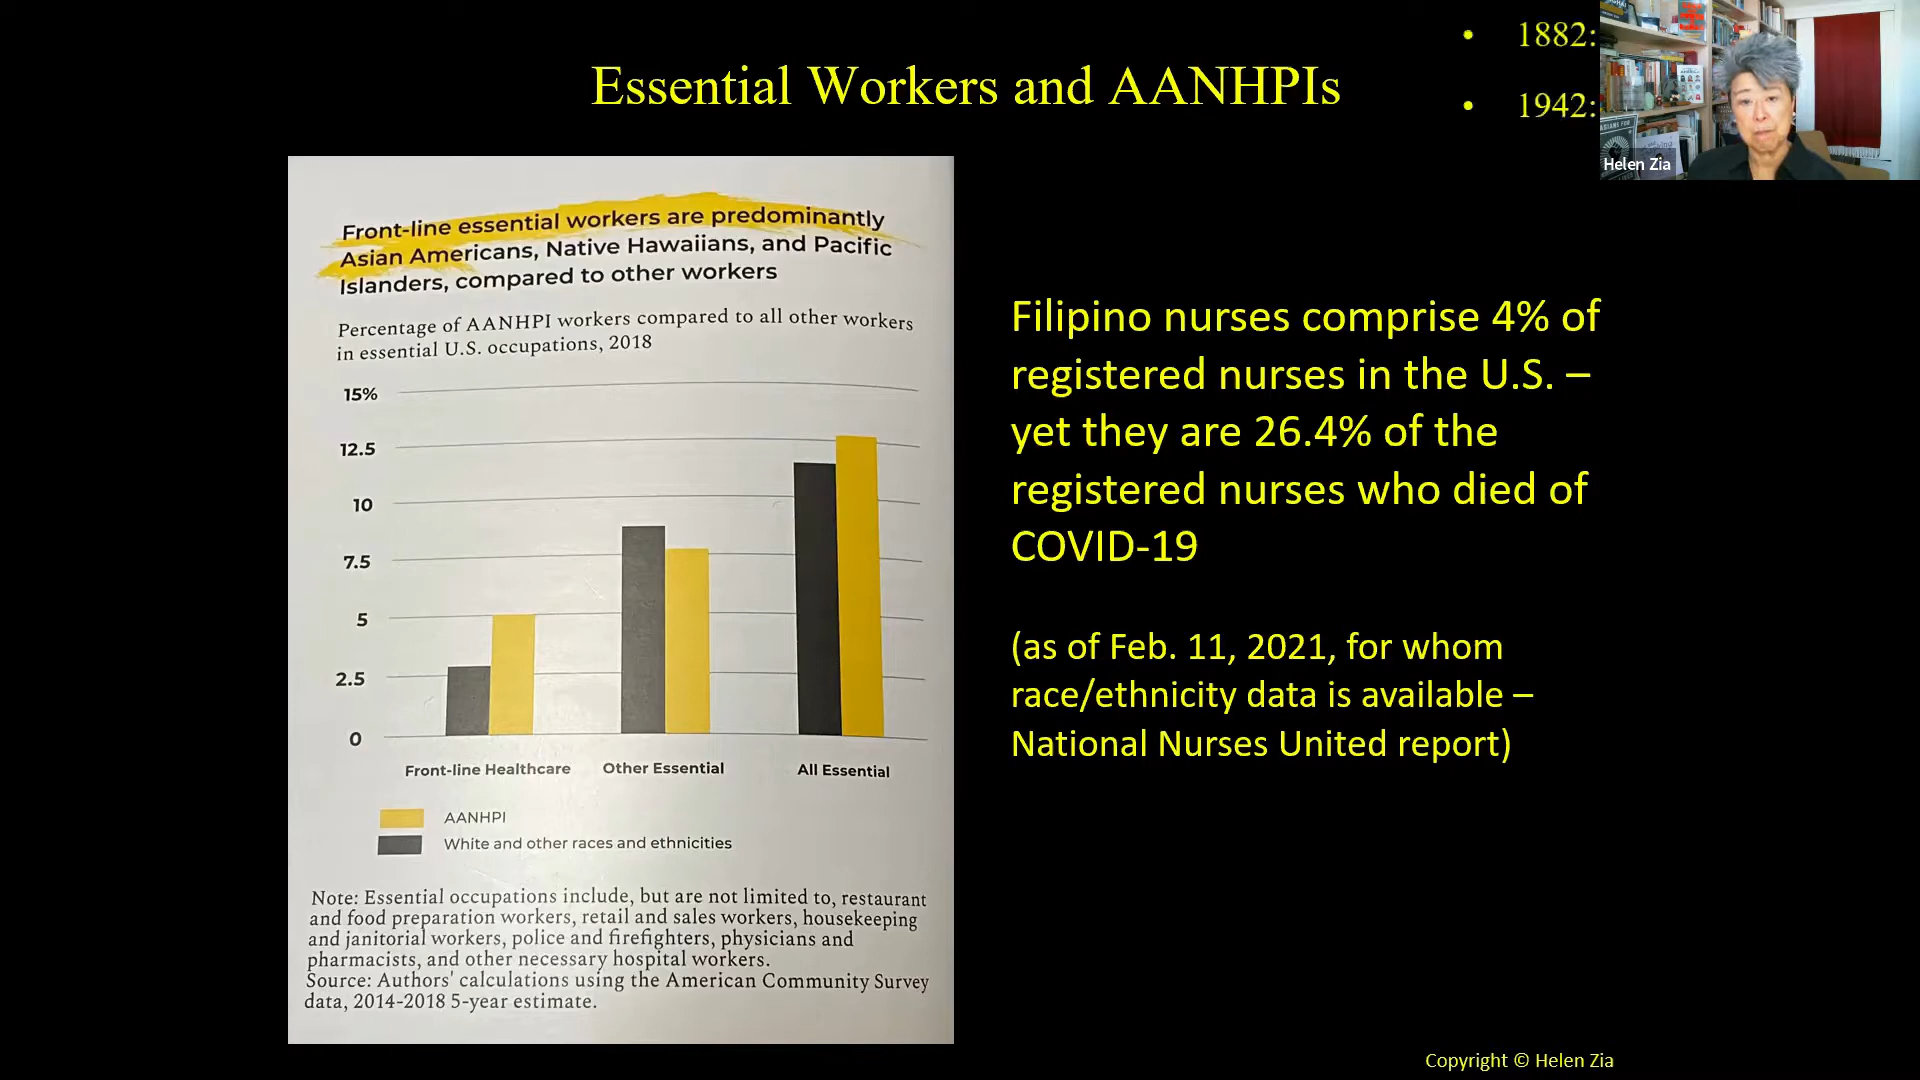 Essential Workers and AANHPIs
• 1882:
• 1942:
Helen Zia
Front-line essential workers are predominantly
Asian Americans, Native Hawaiians, and Pacific
Islanders, compared to other workers
Percentage of AANHPI workers compared to all other workers
in essential U.S. occupations, 2018
15%
12.5
10
7.5
5
2.5
0
Front-line Healthcare
Other Essential
All Essential
AANHPI
White and other races and ethnicities
Note: Essential occupations include, but are not limited to, restaurant
and food preparation workers, retail and sales workers, housekeeping
and janitorial workers, police and firefighters, physicians and
pharmacists, and other necessary hospital workers.
Source: Authors' calculations using the American Community Survey
data, 2014-2018 5-year estimate.
Filipino nurses comprise 4% of
registered nurses in the U.S. –
yet they are 26.4% of the
registered nurses who died of
COVID-19
(as of Feb. 11, 2021, for whom
race/ethnicity data is available –
National Nurses United report)
Copyright © Helen Zia